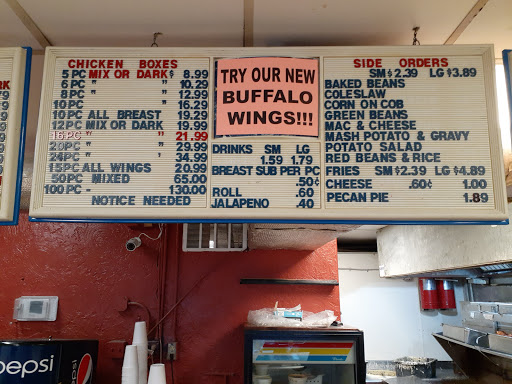 CHICKEN BOXES
5 PC MIX OR DARK $ 8.99
6 PC " 10.29
8 PC " 12.99
10 PC " 16.29
10 PC ALL BREAST 19.29
12 PC MIX OR DARK 19.99
16 PC " 21.99
20 PC " 29.99
24 PC " 34.99
15 PC ALL WINGS 20.99
50 PC MIXED 65.00
100 PC - 130.00
NOTICE NEEDED
TRY OUR NEW
BUFFALO
WINGS!!!
DRINKS SM LG
1.59 1.79
BREAST SUB PER PC
.50¢
ROLL .60
JALAPENO .40
SIDE ORDERS
SM $2.39 LG $3.89
BAKED BEANS
COLESLAW
CORN ON COB
GREEN BEANS
MAC & CHEESE
MASH POTATO & GRAVY
POTATO SALAD
RED BEANS & RICE
FRIES SM $2.39 LG $4.89
CHEESE .60¢ 1.00
PECAN PIE 1.89
pepsi